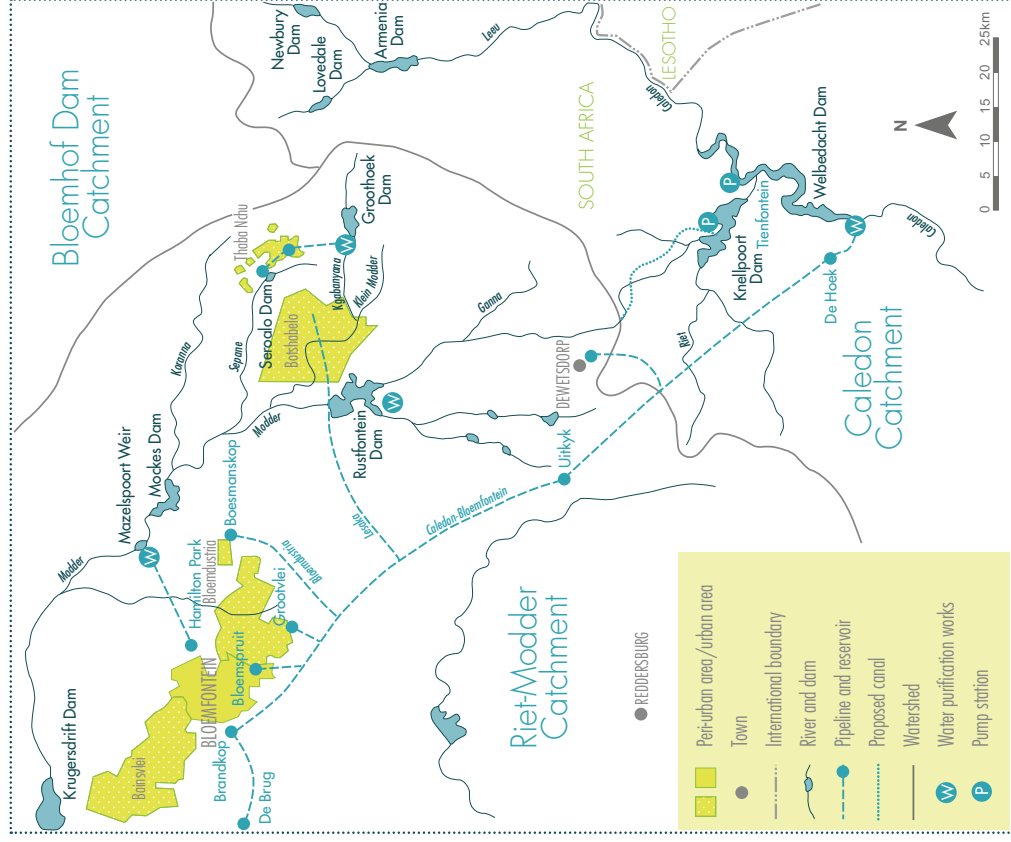 Bloemhof Dam
Catchment
Newbury
Dam
Lovedale
Dam
Armenia
Dam
Leeu
LESOTHO
SOUTH AFRICA
Caledon
Groothoek
Dam
Thaba Nchu
Kgabanyana
Klein Modder
Seroalo Dam
Botshabelo
Sepane
Karanna
Modder
Ganna
Rustfontein
Dam
Mockes Dam
Mazelspoort Weir
Modder
Boesmanskop
Hamilton Park
Bloemdustria
Bloemdustria
Grootvlei
Bloemspruit
BLOEMFONTEIN
Brandkop
De Brug
Bainsvlei
Krugersdrift Dam
Lesaka
Caledon-Bloemfontein
Uitkyk
DEWETSDORP
Riet
Knellpoort
Dam
Tienfontein
Welbedacht Dam
De Hoek
Caledon
Caledon
Catchment
Riet-Modder
Catchment
REDDERSBURG
N
0 5 10 15 20 25km
Peri-urban area/urban area
Town
International boundary
River and dam
Pipeline and reservoir
Proposed canal
Watershed
W Water purification works
P Pump station
W
W
W
W
P
P